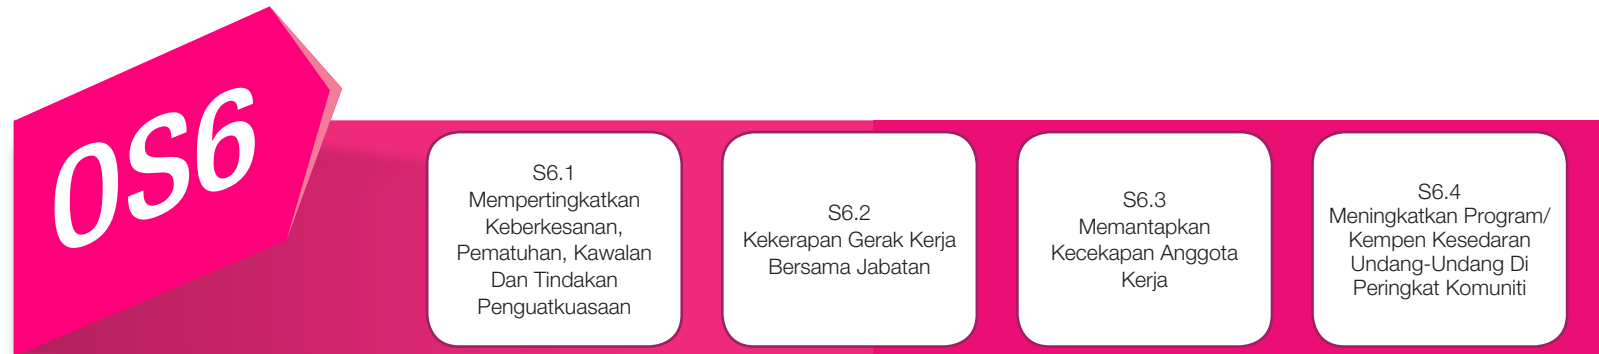 OS6
S6.1
Mempertingkatkan
Keberkesanan,
Pematuhan, Kawalan
Dan Tindakan
Penguatkuasaan
S6.2
Kekerapan Gerak Kerja
Bersama Jabatan
S6.3
Memantapkan
Kecekapan Anggota
Kerja
S6.4
Meningkatkan Program/
Kempen Kesedaran
Undang-Undang Di
Peringkat Komuniti